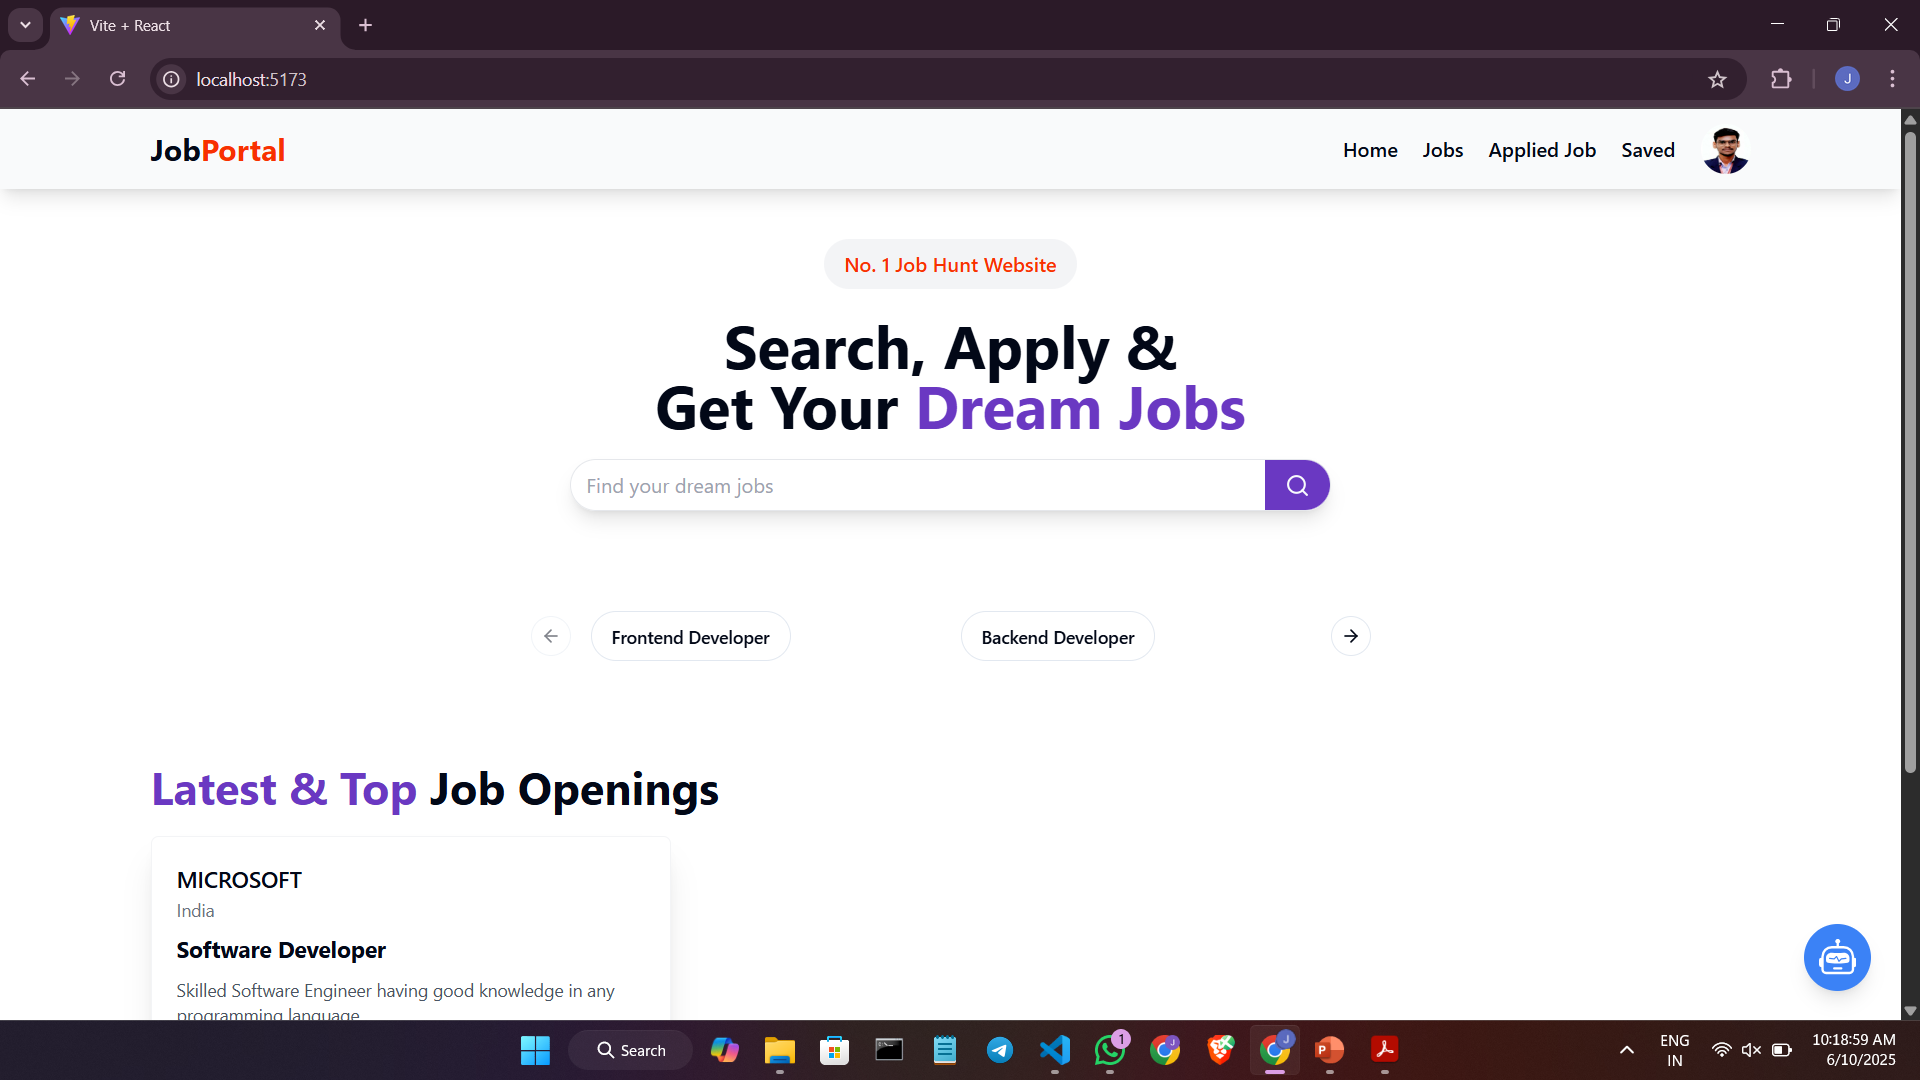 Vite + React
localhost:5173
J
JobPortal
Home Jobs Applied Job Saved
No. 1 Job Hunt Website
Search, Apply &
Get Your Dream Jobs
Find your dream jobs
Frontend Developer Backend Developer
Latest & Top Job Openings
MICROSOFT
India
Software Developer
Skilled Software Engineer having good knowledge in any
programming language
Search
1
J
J
P
ENG
IN
10:18:59 AM
6/10/2025